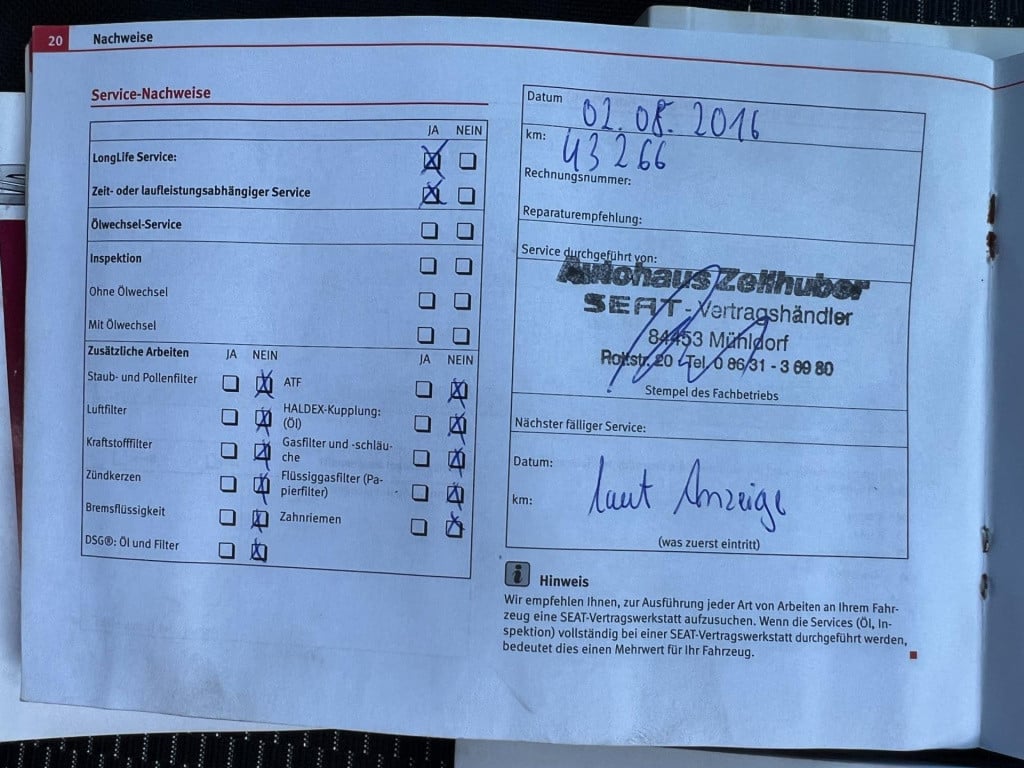 20 Nachweise
Service-Nachweise
JA NEIN
LongLife Service:
Zeit- oder laufleistungsabhängiger Service
Ölwechsel-Service
Inspektion
Ohne Ölwechsel
Mit Ölwechsel
Zusätzliche Arbeiten JA NEIN JA NEIN
Staub- und Pollenfilter
ATF
Luftfilter
HALDEX-Kupplung:
(Öl)
Kraftstofffilter
Gasfilter und -schläu-
che
Zündkerzen
Flüssiggasfilter (Pa-
pierfilter)
Bremsflüssigkeit
Zahnriemen
DSG®: Öl und Filter
Datum 02.08.2016
km: 43 266
Rechnungsnummer:
Reparaturempfehlung:
Service durchgeführt von:
Autohaus Zellhuber
SEAT - Vertragshändler
84453 Mühldorf
Rottstr. 20 - Tel. 0 86 31 - 3 69 80
Stempel des Fachbetriebs
Nächster fälliger Service:
Datum:
laut Anzeige
km:
(was zuerst eintritt)
i Hinweis
Wir empfehlen Ihnen, zur Ausführung jeder Art von Arbeiten an Ihrem Fahr-
zeug eine SEAT-Vertragswerkstatt aufzusuchen. Wenn die Services (Öl, In-
spektion) vollständig bei einer SEAT-Vertragswerkstatt durchgeführt werden,
bedeutet dies einen Mehrwert für Ihr Fahrzeug.